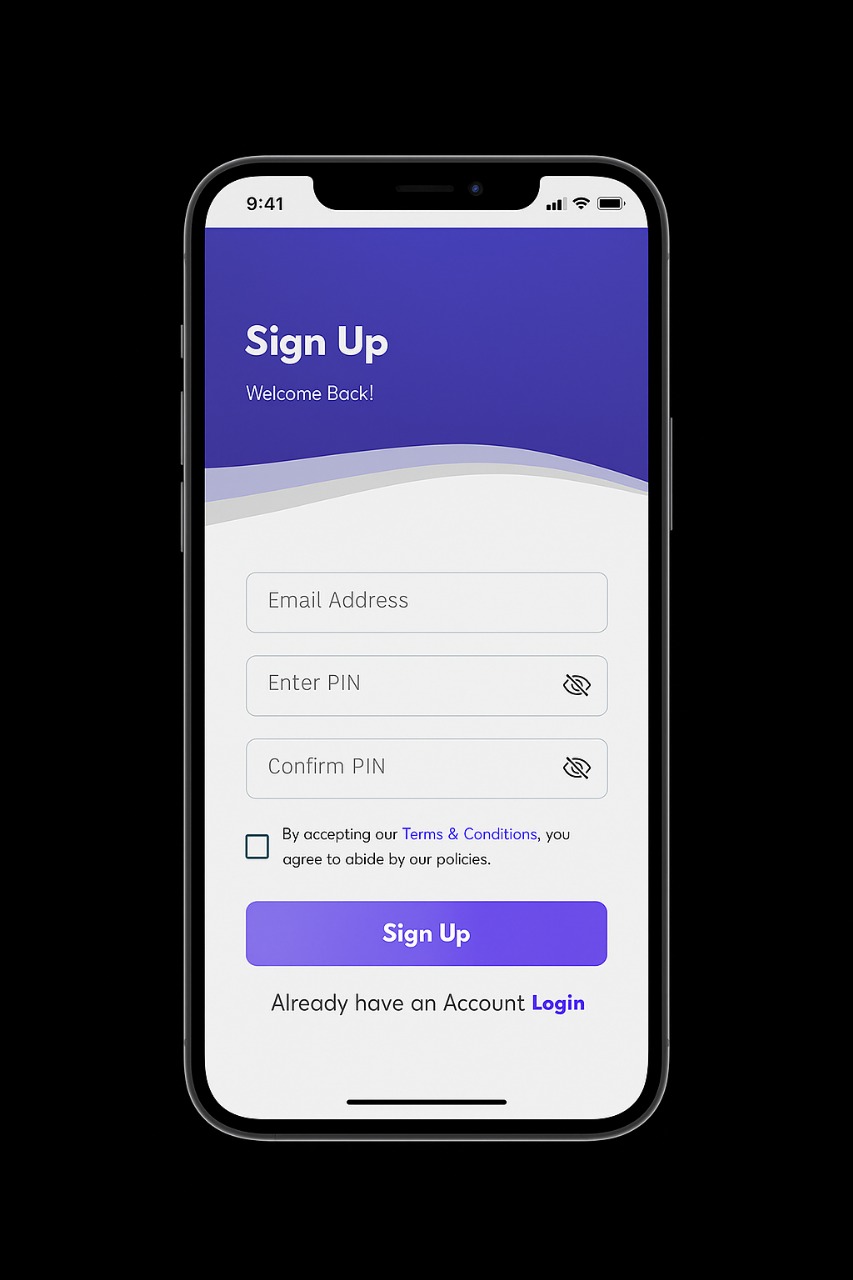 9:41
Sign Up
Welcome Back!
Email Address
Enter PIN
Confirm PIN
By accepting our Terms & Conditions, you
agree to abide by our policies.
Sign Up
Already have an Account Login